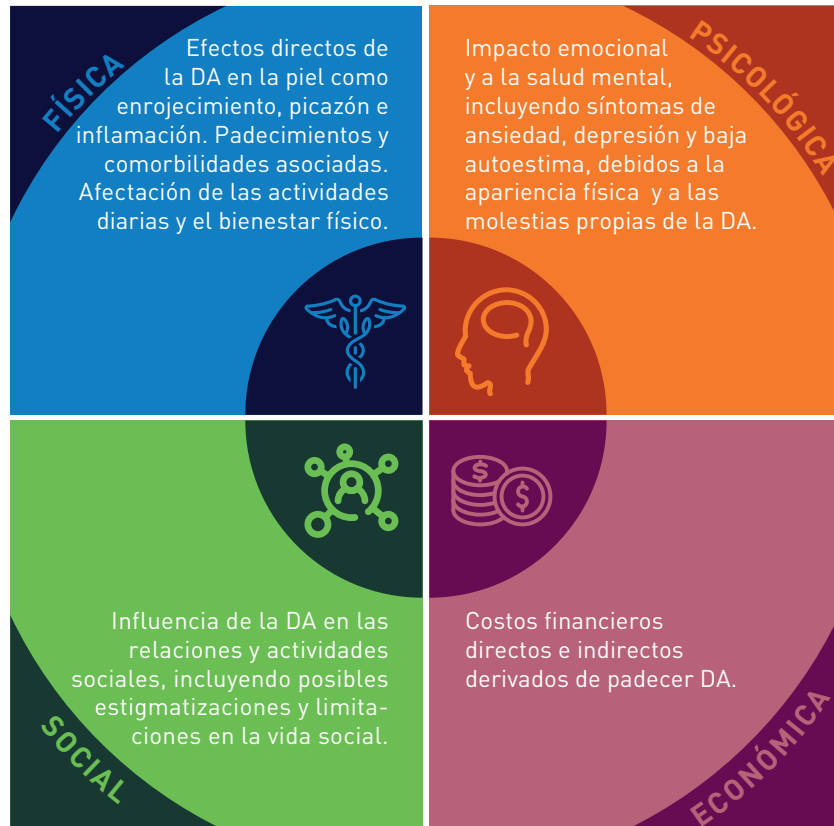 FÍSICA
Efectos directos de
la DA en la piel como
enrojecimiento, picazón e
inflamación. Padecimientos y
comorbilidades asociadas.
Afectación de las actividades
diarias y el bienestar físico.
PSICOLÓGICA
Impacto emocional
y a la salud mental,
incluyendo síntomas de
ansiedad, depresión y baja
autoestima, debidos a la
apariencia física y a las
molestias propias de la DA.
$
$
Influencia de la DA en las
relaciones y actividades
sociales, incluyendo posibles
estigmatizaciones y limita-
ciones en la vida social.
SOCIAL
Costos financieros
directos e indirectos
derivados de padecer DA.
ECONÓMICA